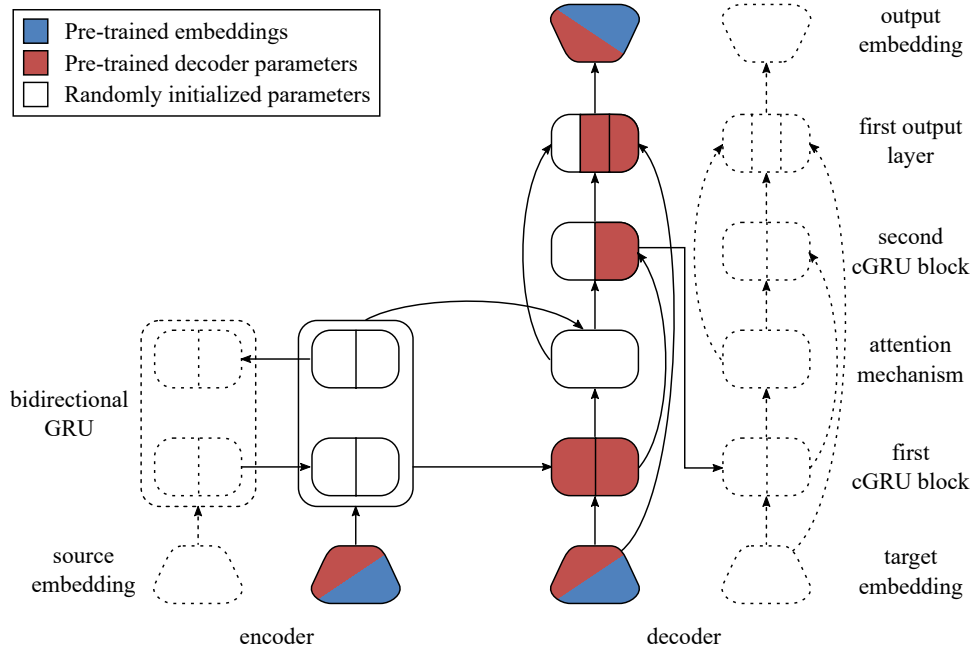 Pre-trained embeddings
Pre-trained decoder parameters
Randomly initialized parameters
output
embedding
first output
layer
second
cGRU block
attention
mechanism
bidirectional
GRU
first
cGRU block
source
embedding
target
embedding
encoder
decoder